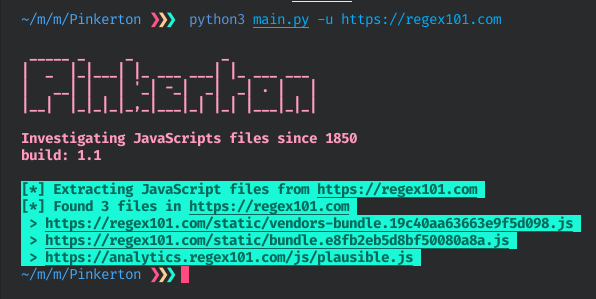 ~/m/m/Pinkerton ❯❯❯ python3 main.py -u https://regex101.com
Pinkerton
Investigating JavaScripts files since 1850
build: 1.1
[*] Extracting JavaScript files from https://regex101.com
[*] Found 3 files in https://regex101.com
> https://regex101.com/static/vendors-bundle.19c40aa63663e9f5d098.js
> https://regex101.com/static/bundle.e8fb2eb5d8bf50080a8a.js
> https://analytics.regex101.com/js/plausible.js
~/m/m/Pinkerton ❯❯❯